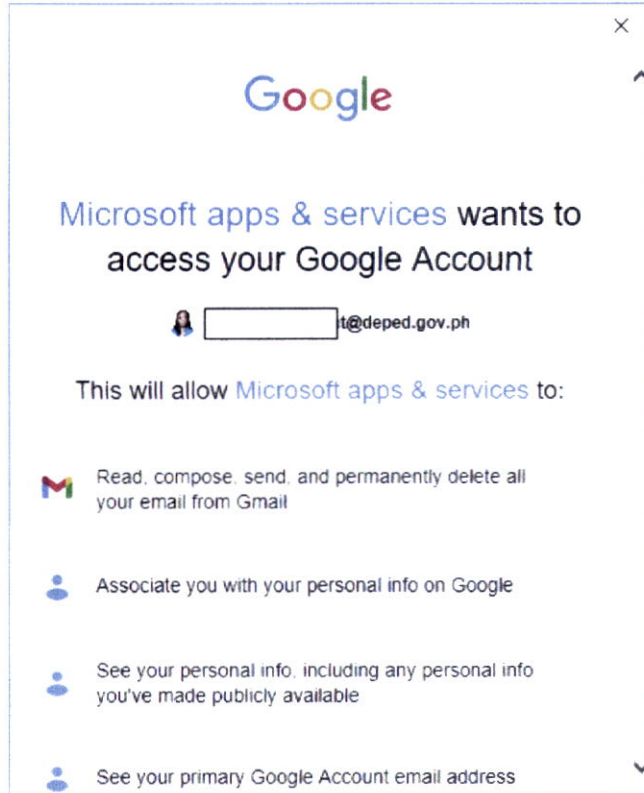 Google
Microsoft apps & services wants to
access your Google Account
t@deped.gov.ph
This will allow Microsoft apps & services to:
Read, compose, send, and permanently delete all
your email from Gmail
Associate you with your personal info on Google
See your personal info, including any personal info
you've made publicly available
See your primary Google Account email address